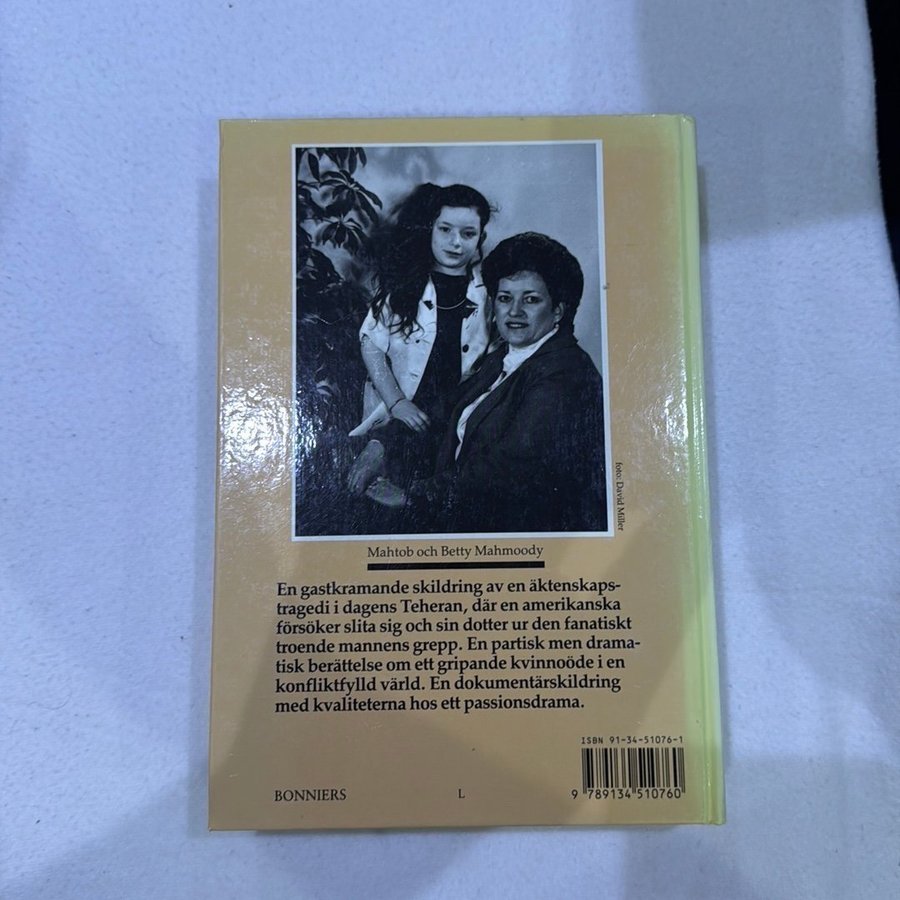 foto: David Miller
Mahtob och Betty Mahmoody
En gastkramande skildring av en äktenskaps-
tragedi i dagens Teheran, där en amerikanska
försöker slita sig och sin dotter ur den fanatiskt
troende mannens grepp. En partisk men drama-
tisk berättelse om ett gripande kvinnoöde i en
konfliktfylld värld. En dokumentärskildring
med kvaliteterna hos ett passionsdrama.
ISBN 91-34-51076-1
BONNIERS
L
9 789134 510760